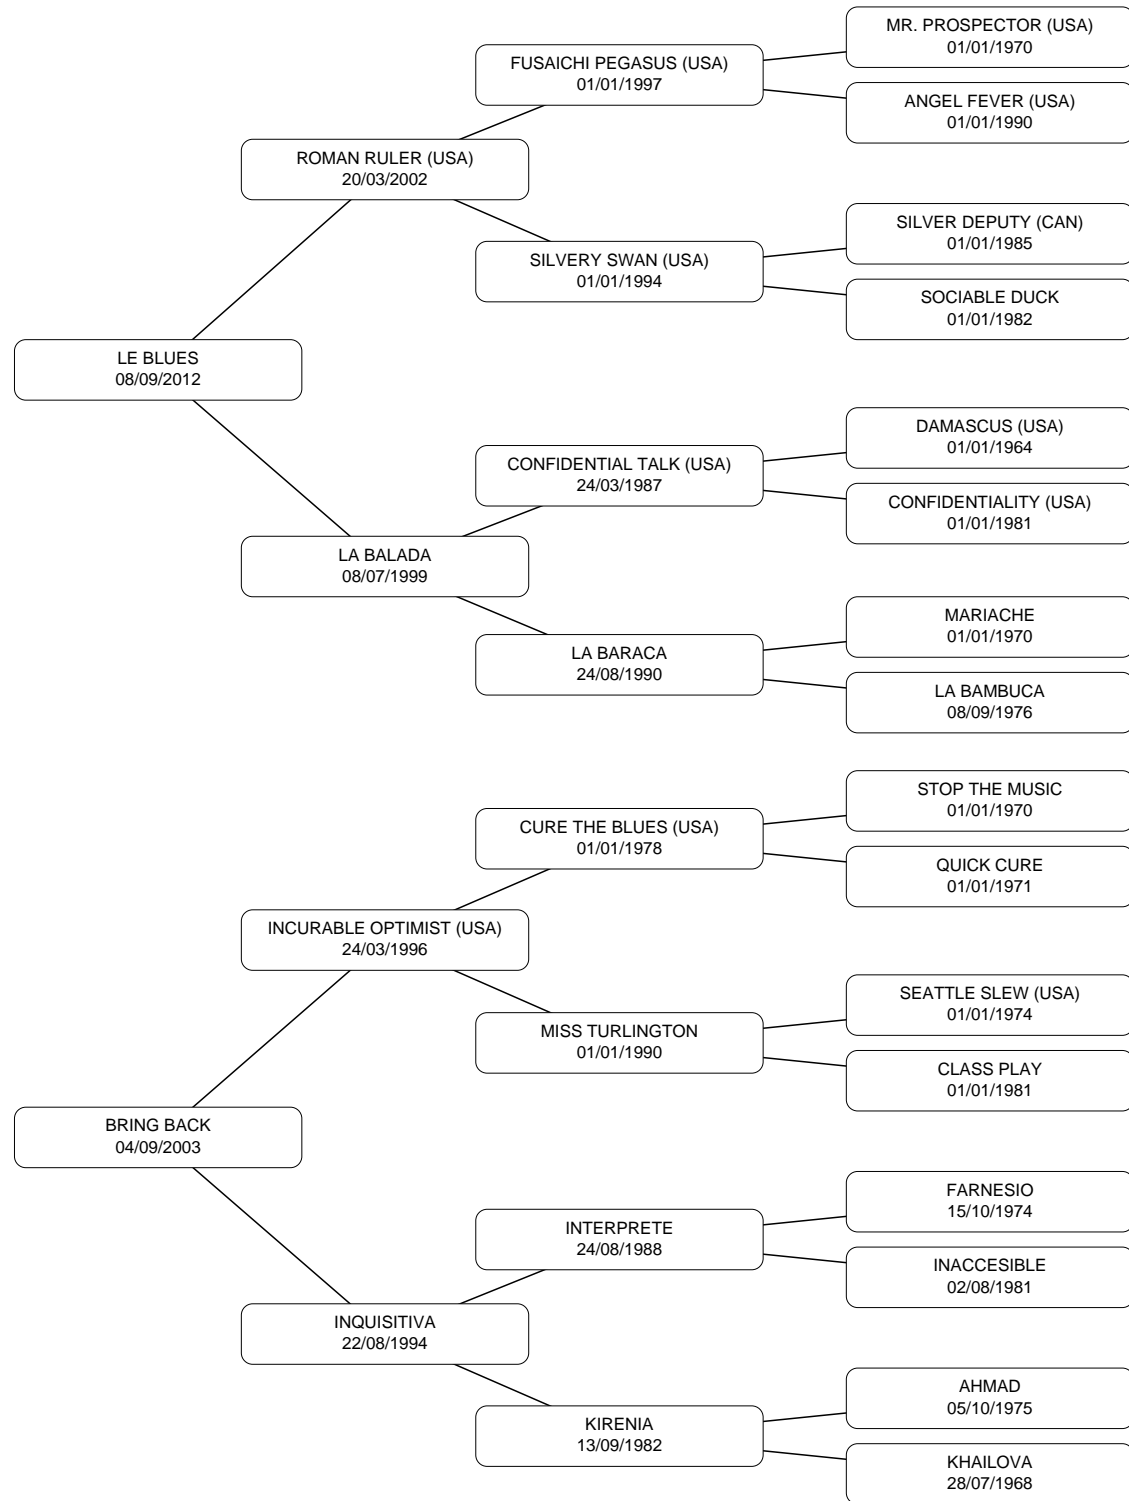 MR. PROSPECTOR (USA)
01/01/1970
FUSAICHI PEGASUS (USA)
01/01/1997
ANGEL FEVER (USA)
01/01/1990
ROMAN RULER (USA)
20/03/2002
SILVER DEPUTY (CAN)
01/01/1985
SILVERY SWAN (USA)
01/01/1994
SOCIABLE DUCK
01/01/1982
LE BLUES
08/09/2012
DAMASCUS (USA)
01/01/1964
CONFIDENTIAL TALK (USA)
24/03/1987
CONFIDENTIALITY (USA)
01/01/1981
LA BALADA
08/07/1999
MARIACHE
01/01/1970
LA BARACA
24/08/1990
LA BAMBUCA
08/09/1976
STOP THE MUSIC
01/01/1970
CURE THE BLUES (USA)
01/01/1978
QUICK CURE
01/01/1971
INCURABLE OPTIMIST (USA)
24/03/1996
SEATTLE SLEW (USA)
01/01/1974
MISS TURLINGTON
01/01/1990
CLASS PLAY
01/01/1981
BRING BACK
04/09/2003
FARNESIO
15/10/1974
INTERPRETE
24/08/1988
INACCESIBLE
02/08/1981
INQUISITIVA
22/08/1994
AHMAD
05/10/1975
KIRENIA
13/09/1982
KHAILOVA
28/07/1968